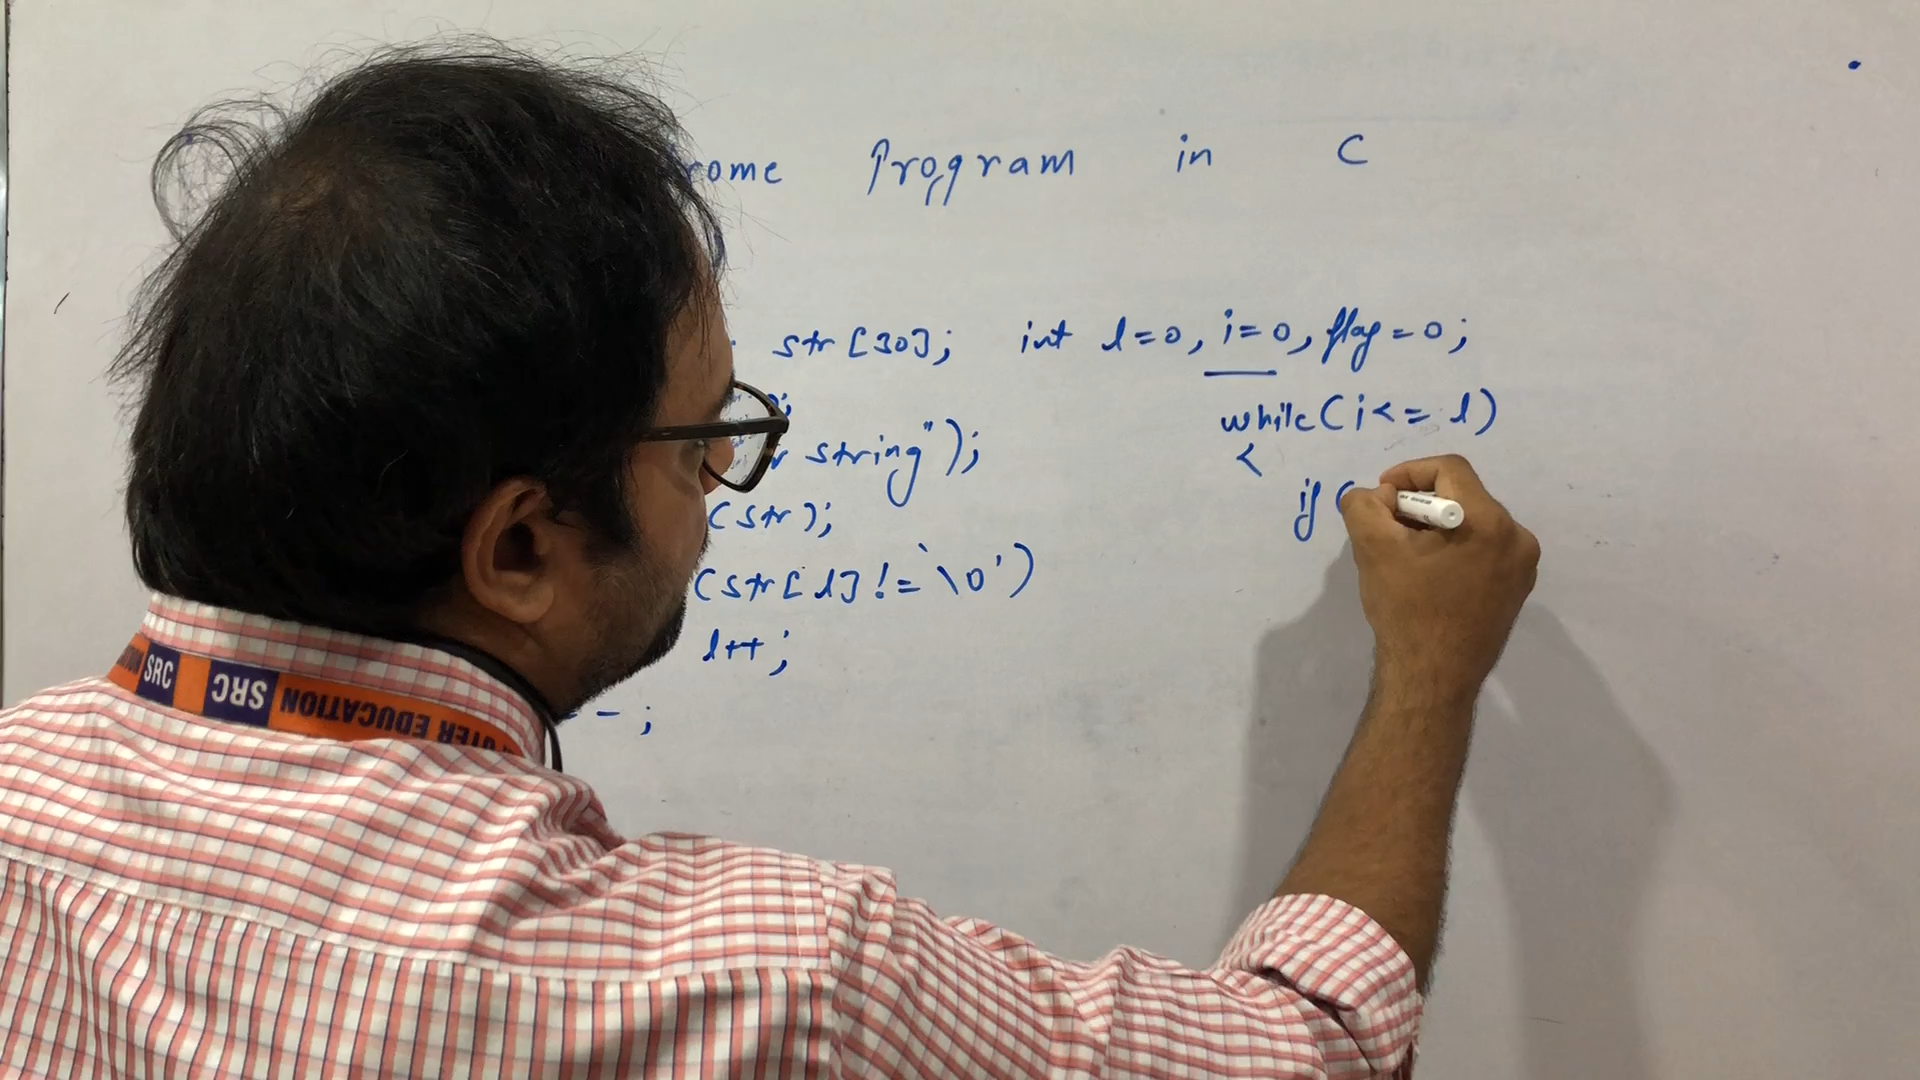 rome Program in C
str[30]; int l=0, i=0, flag=0;
string");
(str);
(str[l]!='\0')
l++;
--;
while(i<= l)
<
if (
SRC SRC
EDUCATION